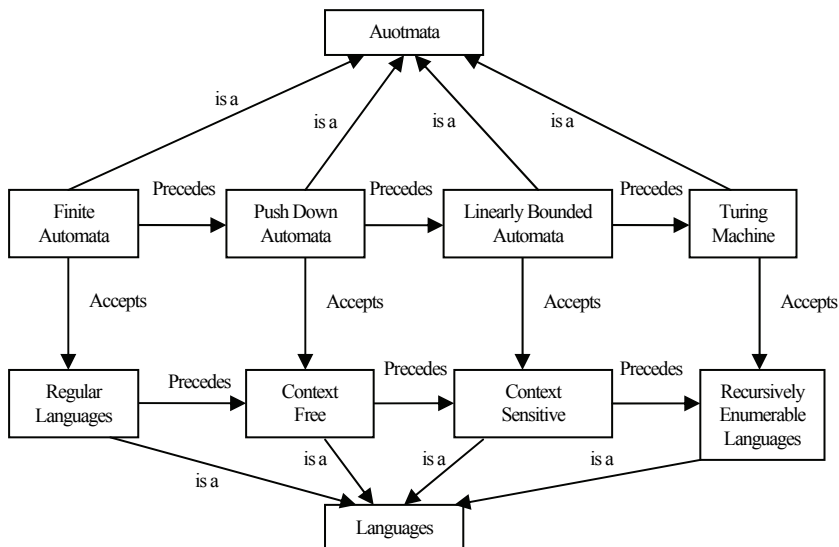 Auotmata
is a
is a
is a
is a
Precedes
Precedes
Precedes
Finite
Automata
Push Down
Automata
Linearly Bounded
Automata
Turing
Machine
Accepts
Accepts
Accepts
Accepts
Precedes
Precedes
Precedes
Regular
Languages
Context
Free
Context
Sensitive
Recursively
Enumerable
Languages
is a
is a
is a
is a
Languages